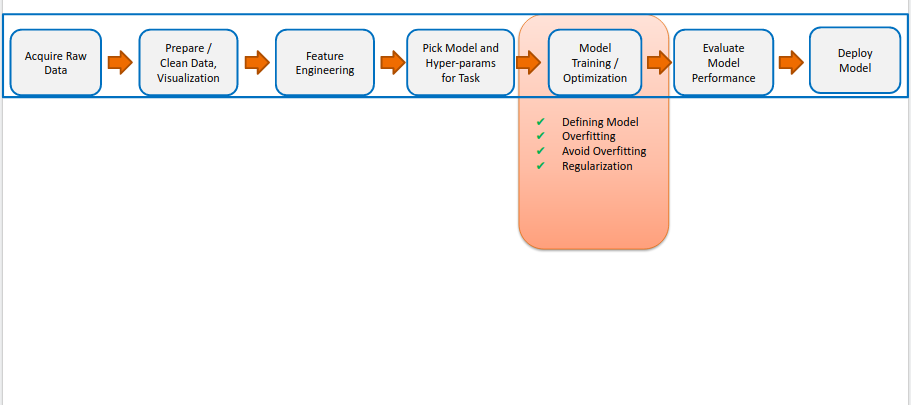 Acquire Raw
Data
Prepare /
Clean Data,
Visualization
Feature
Engineering
Pick Model and
Hyper-params
for Task
Model
Training /
Optimization
Evaluate
Model
Performance
Deploy
Model
✔ Defining Model
✔ Overfitting
✔ Avoid Overfitting
✔ Regularization